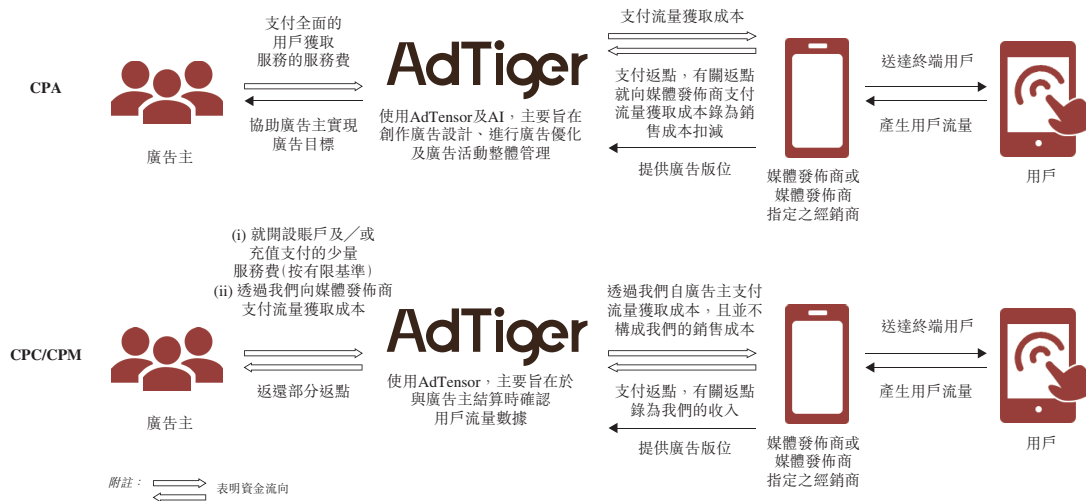 CPA
支付全面的
用戶獲取
服務的服務費
協助廣告主實現
廣告目標
廣告主
AdTiger
使用AdTensor及AI，主要旨在
創作廣告設計、進行廣告優化
及廣告活動整體管理
支付流量獲取成本
支付返點，有關返點
就向媒體發佈商支付
流量獲取成本錄為銷
售成本扣減
提供廣告版位
媒體發佈商或
媒體發佈商
指定之經銷商
送達終端用戶
產生用戶流量
用戶
CPC/CPM
(i) 就開設賬戶及╱或
充值支付的少量
服務費(按有限基準)
(ii) 透過我們向媒體發佈商
支付流量獲取成本
返還部分返點
廣告主
AdTiger
使用AdTensor，主要旨在於
與廣告主結算時確認
用戶流量數據
透過我們自廣告主支付
流量獲取成本，且並不
構成我們的銷售成本
支付返點，有關返點
錄為我們的收入
提供廣告版位
媒體發佈商或
媒體發佈商
指定之經銷商
送達終端用戶
產生用戶流量
用戶
附註：
表明資金流向